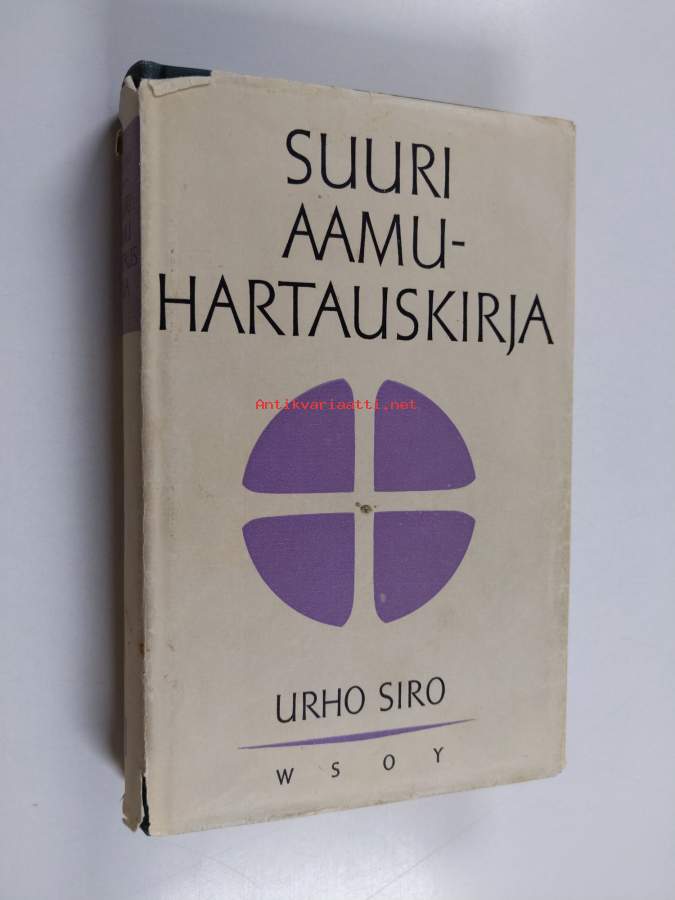 SUURI
AAMU-
HARTAUSKIRJA
Antikvariaatti.net
URHO SIRO
W S O Y